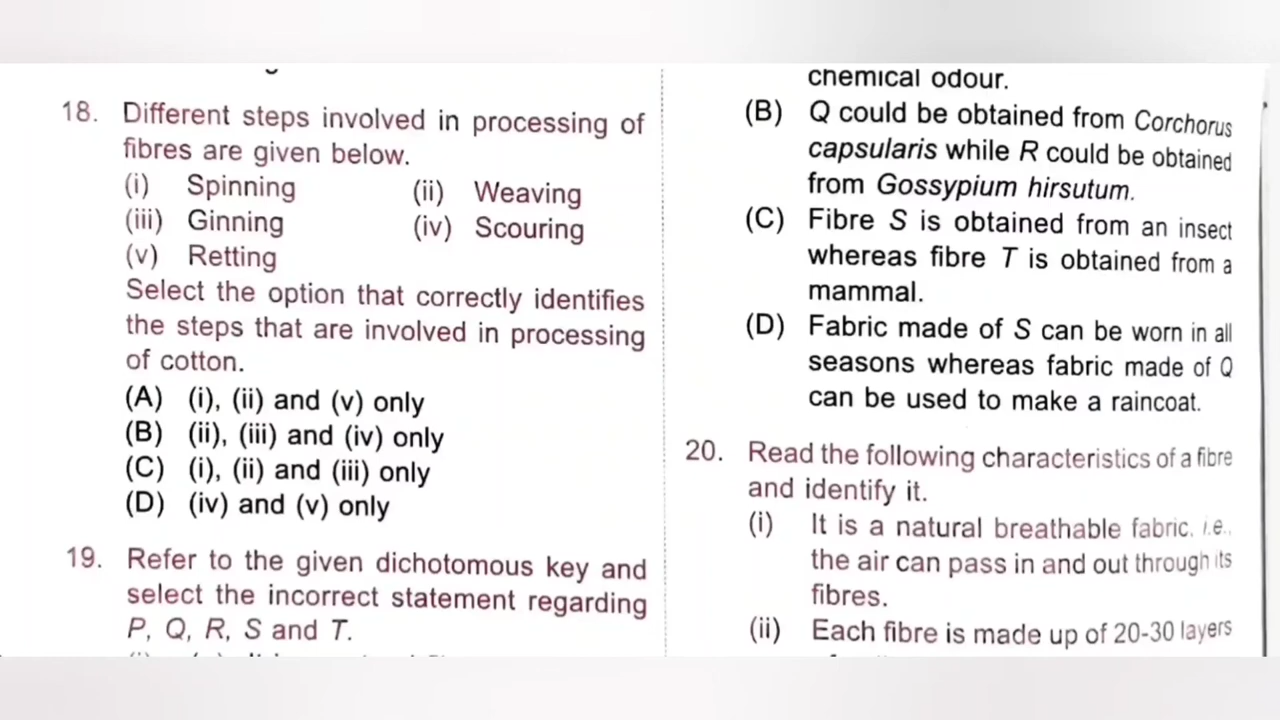 18. Different steps involved in processing of
fibres are given below.
(i) Spinning (ii) Weaving
(iii) Ginning (iv) Scouring
(v) Retting
Select the option that correctly identifies
the steps that are involved in processing
of cotton.
(A) (i), (ii) and (v) only
(B) (ii), (iii) and (iv) only
(C) (i), (ii) and (iii) only
(D) (iv) and (v) only
19. Refer to the given dichotomous key and
select the incorrect statement regarding
P, Q, R, S and T.
chemical odour.
(B) Q could be obtained from Corchorus
capsularis while R could be obtained
from Gossypium hirsutum.
(C) Fibre S is obtained from an insect
whereas fibre T is obtained from a
mammal.
(D) Fabric made of S can be worn in all
seasons whereas fabric made of Q
can be used to make a raincoat.
20. Read the following characteristics of a fibre
and identify it.
(i) It is a natural breathable fabric, i.e.,
the air can pass in and out through its
fibres.
(ii) Each fibre is made up of 20-30 layers